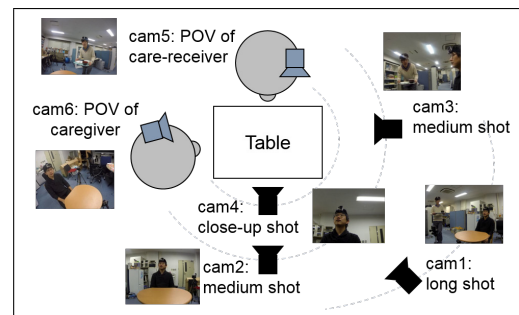 cam5: POV of
care-receiver
cam6: POV of
caregiver
cam3:
medium shot
Table
cam4:
close-up shot
cam2:
medium shot
cam1:
long shot